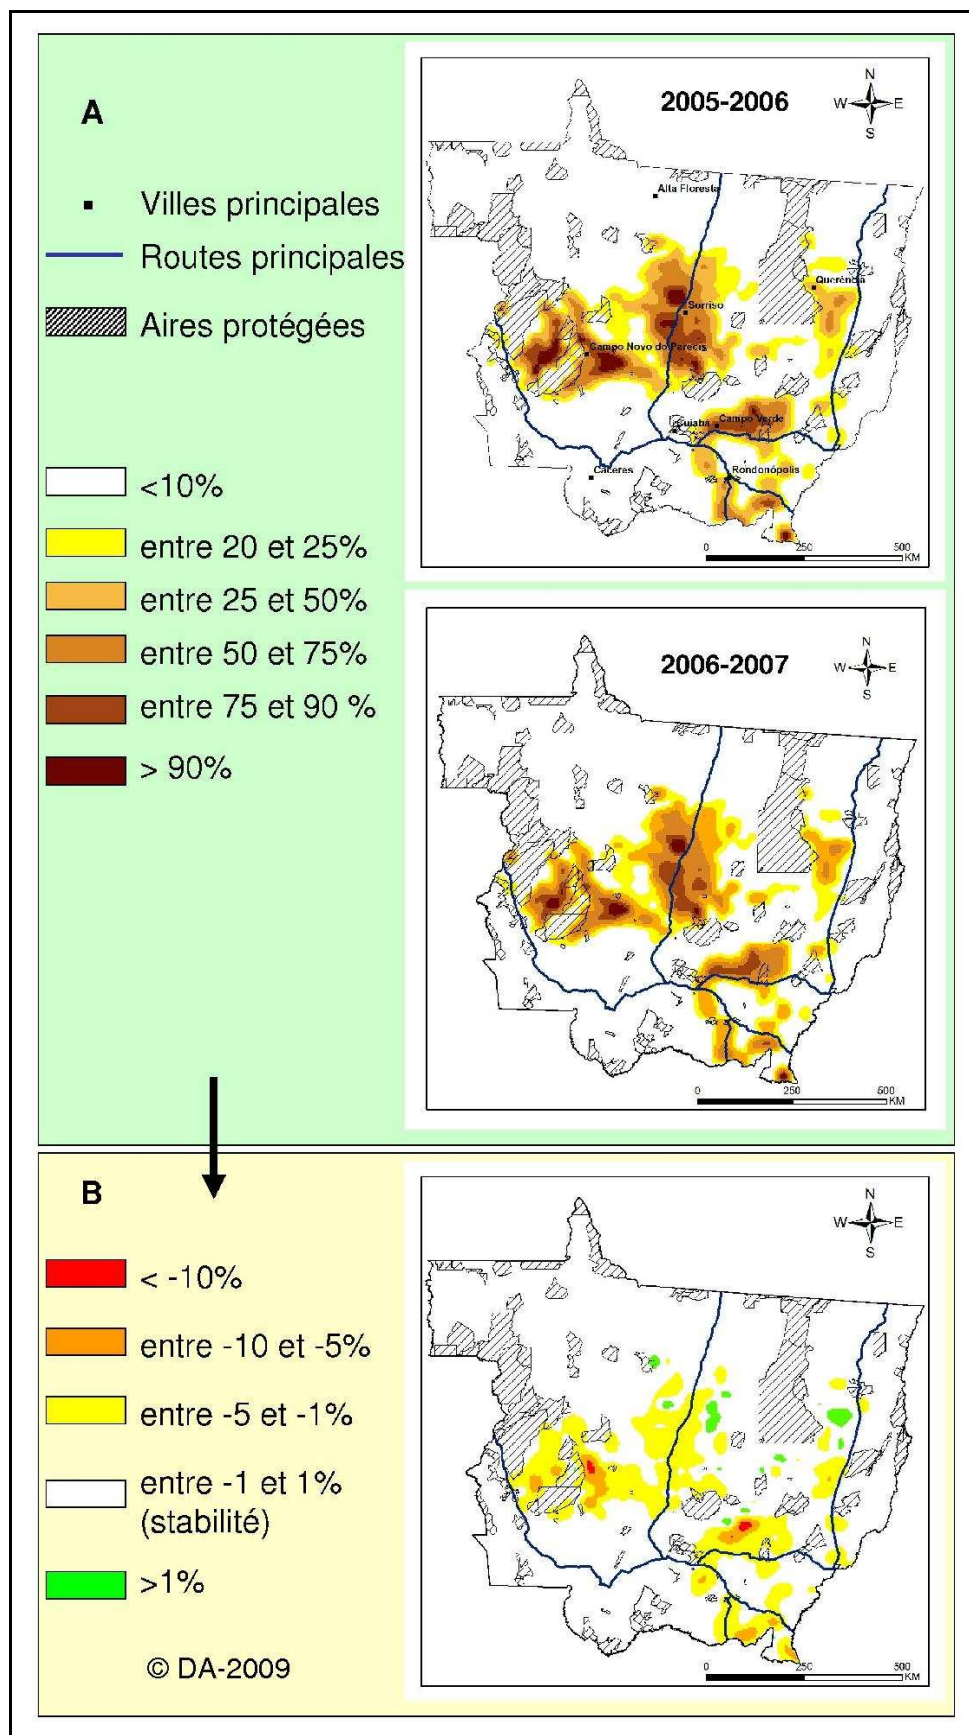 A
Villes principales
Routes principales
Aires protégées
<10%
entre 20 et 25%
entre 25 et 50%
entre 50 et 75%
entre 75 et 90 %
> 90%
2005-2006
N
W E
S
Alta Floresta
Querência
Sorriso
Campo Novo do Parecis
Cuiabá
Campo Verde
Cáceres
Rondonópolis
0 250 500
KM
2006-2007
N
W E
S
0 250 500
KM
B
< -10%
entre -10 et -5%
entre -5 et -1%
entre -1 et 1%
(stabilité)
>1%
© DA-2009
N
W E
S
0 250 500
KM